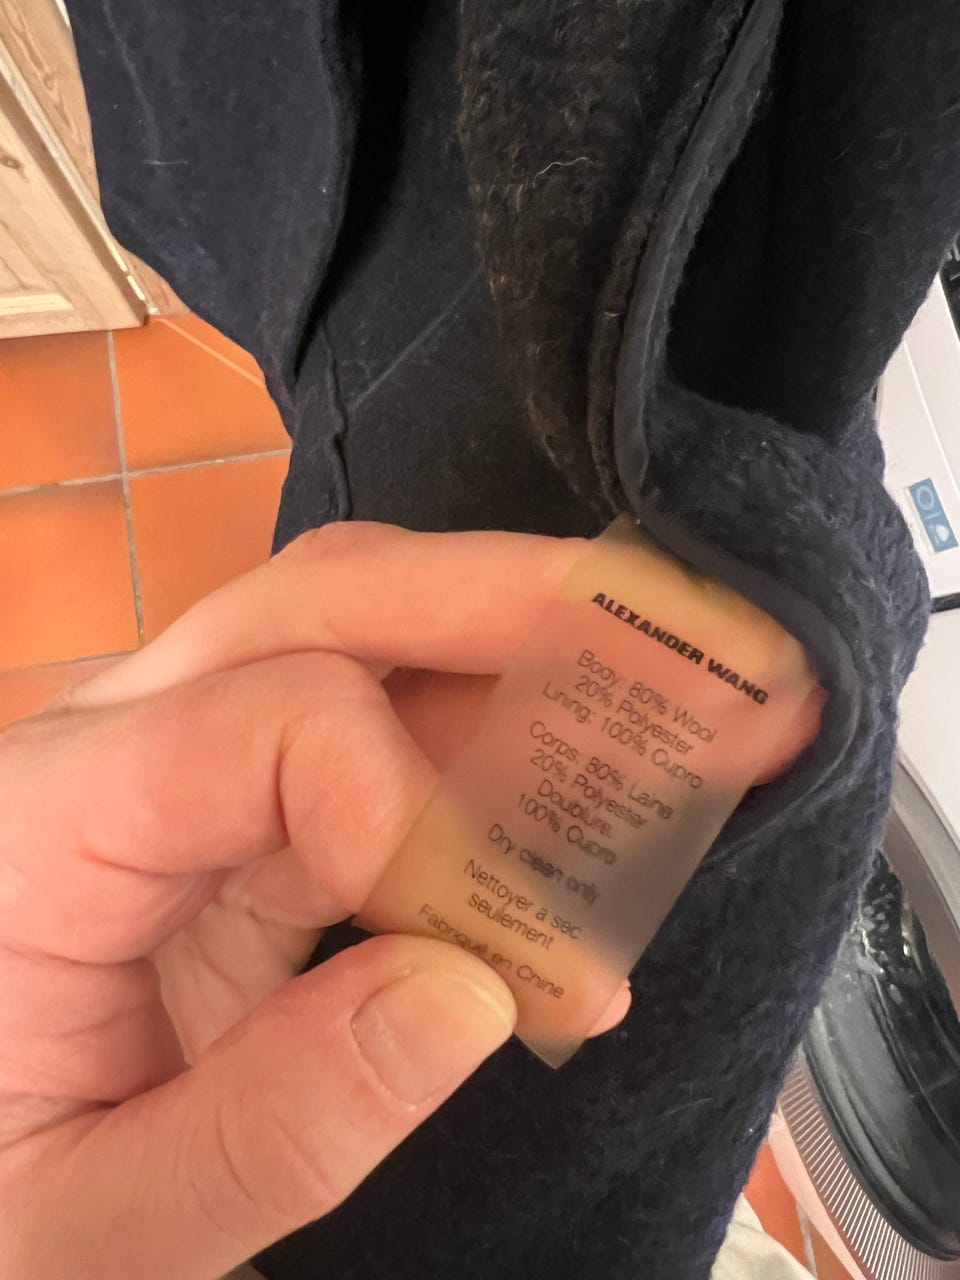 ALEXANDER WANG
Body: 80% Wool
20% Polyester
Lining: 100% Cupro
Corps: 80% Laine
20% Polyester
Doublure:
100% Cupro
Dry clean only
Nettoyer a sec
seulement
Fabriqué en Chine